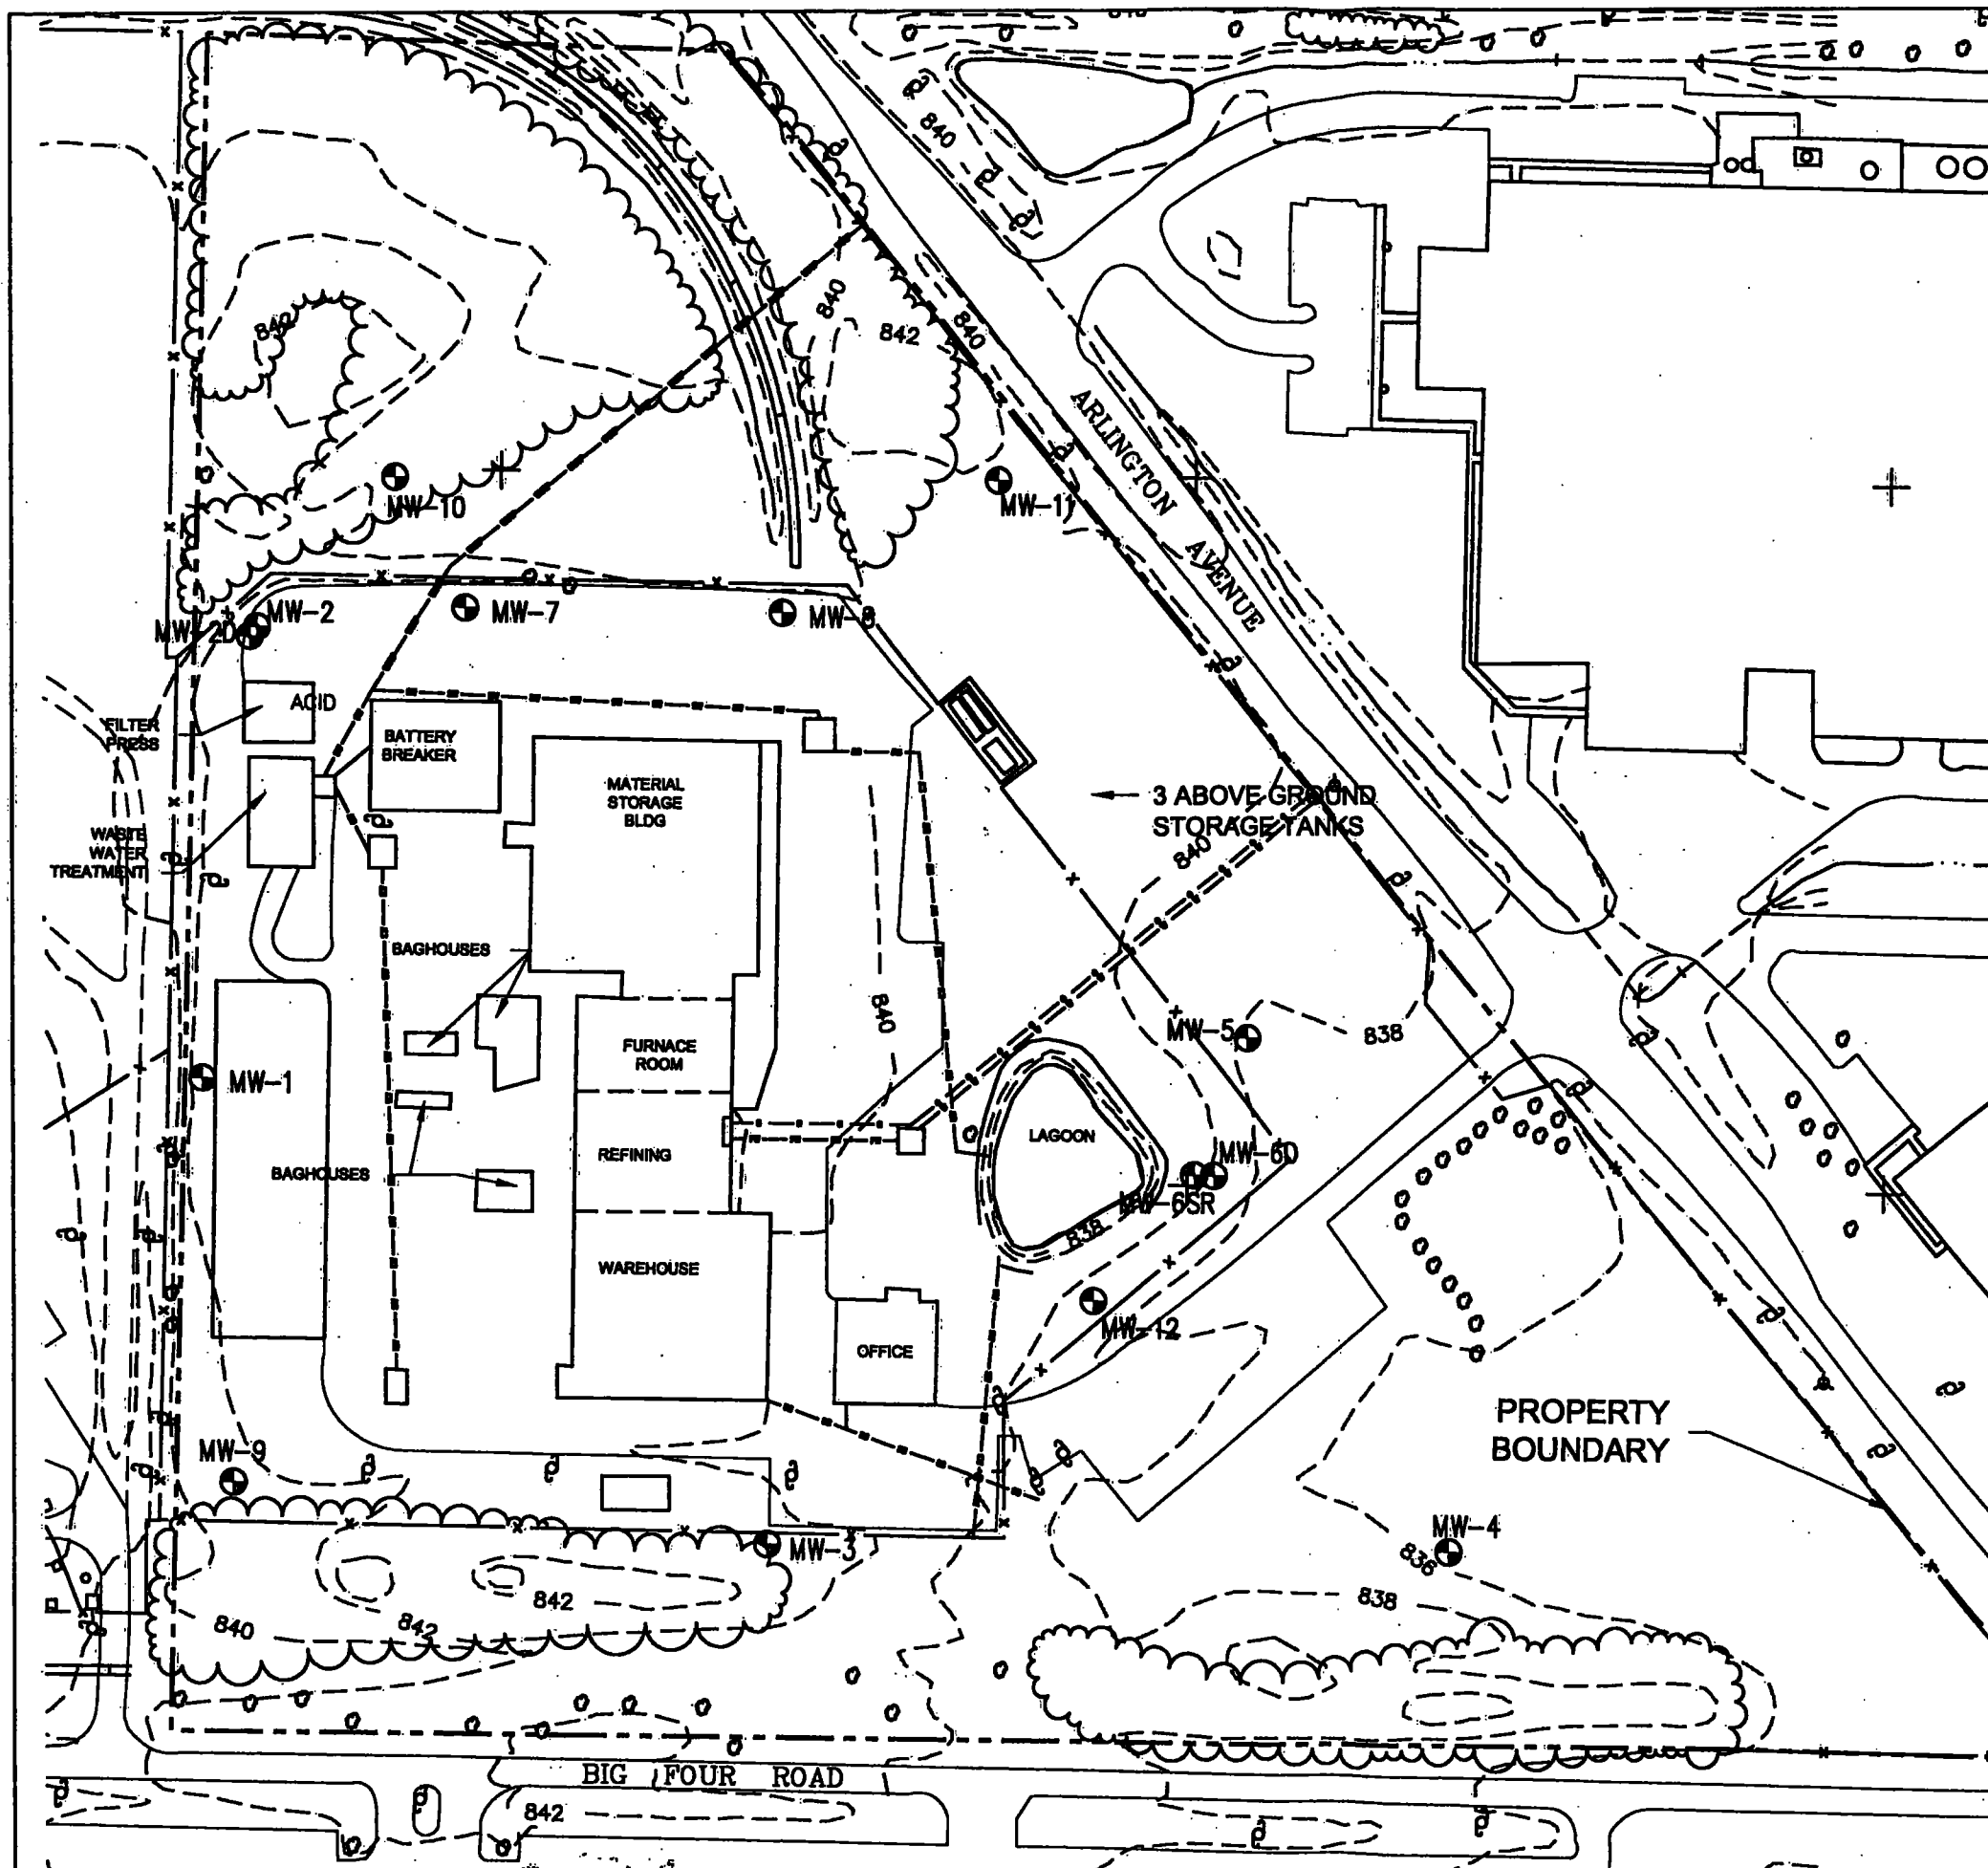 840
840
842
842
840
840
ARLINGTON
AVENUE
MW-10
MW-11
MW-2
MW-2D
MW-7
MW-8
ACID
FILTER
PRESS
BATTERY
BREAKER
MATERIAL
STORAGE
BLDG
3 ABOVE GROUND
STORAGE TANKS
840
WASTE
WATER
TREATMENT
BAGHOUSES
840
MW-5
838
FURNACE
ROOM
MW-1
LAGOON
REFINING
MW-6D
BAGHOUSES
MW-6SR
838
WAREHOUSE
MW-12
OFFICE
PROPERTY
BOUNDARY
MW-9
MW-4
MW-3
836
838
842
840
842
BIG FOUR ROAD
842